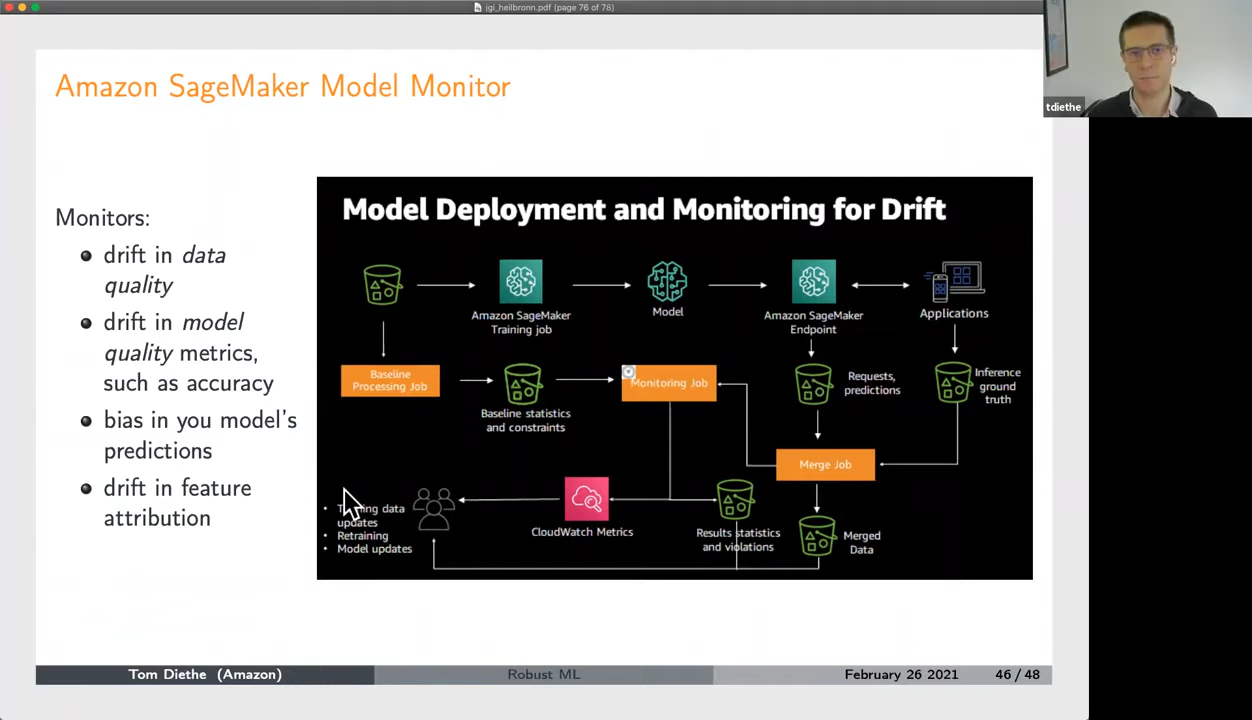 jgi_heilbronn.pdf (page 76 of 78)
tdiethe
Amazon SageMaker Model Monitor
Monitors:
drift in data
quality
drift in model
quality metrics,
such as accuracy
bias in you model's
predictions
drift in feature
attribution
Model Deployment and Monitoring for Drift
Amazon SageMaker
Training job
Model
Amazon SageMaker
Endpoint
Applications
Baseline
Processing Job
Baseline statistics
and constraints
Monitoring Job
Requests,
predictions
Inference
ground
truth
Merge Job
data
updates
Retraining
Model updates
CloudWatch Metrics
Results statistics
and violations
Merged
Data
Tom Diethe (Amazon)
Robust ML
February 26 2021
46 / 48